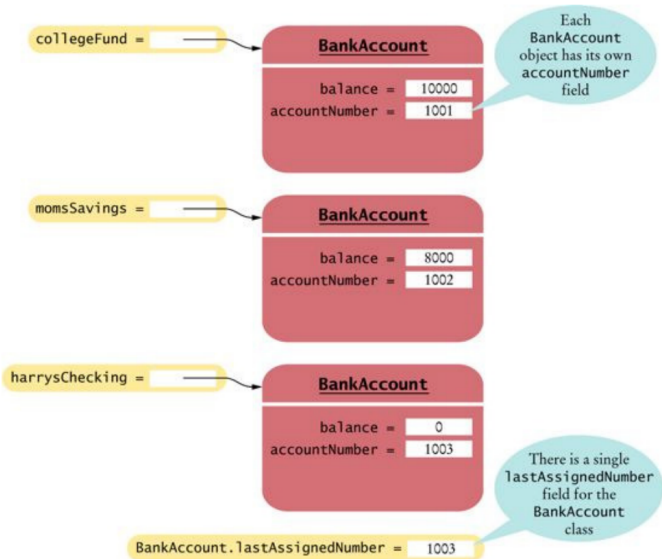 collegeFund =
BankAccount
balance = 10000
accountNumber = 1001
Each
BankAccount
object has its own
accountNumber
field
momsSavings =
BankAccount
balance = 8000
accountNumber = 1002
harrysChecking =
BankAccount
balance = 0
accountNumber = 1003
There is a single
lastAssignedNumber
field for the
BankAccount
class
BankAccount.lastAssignedNumber = 1003